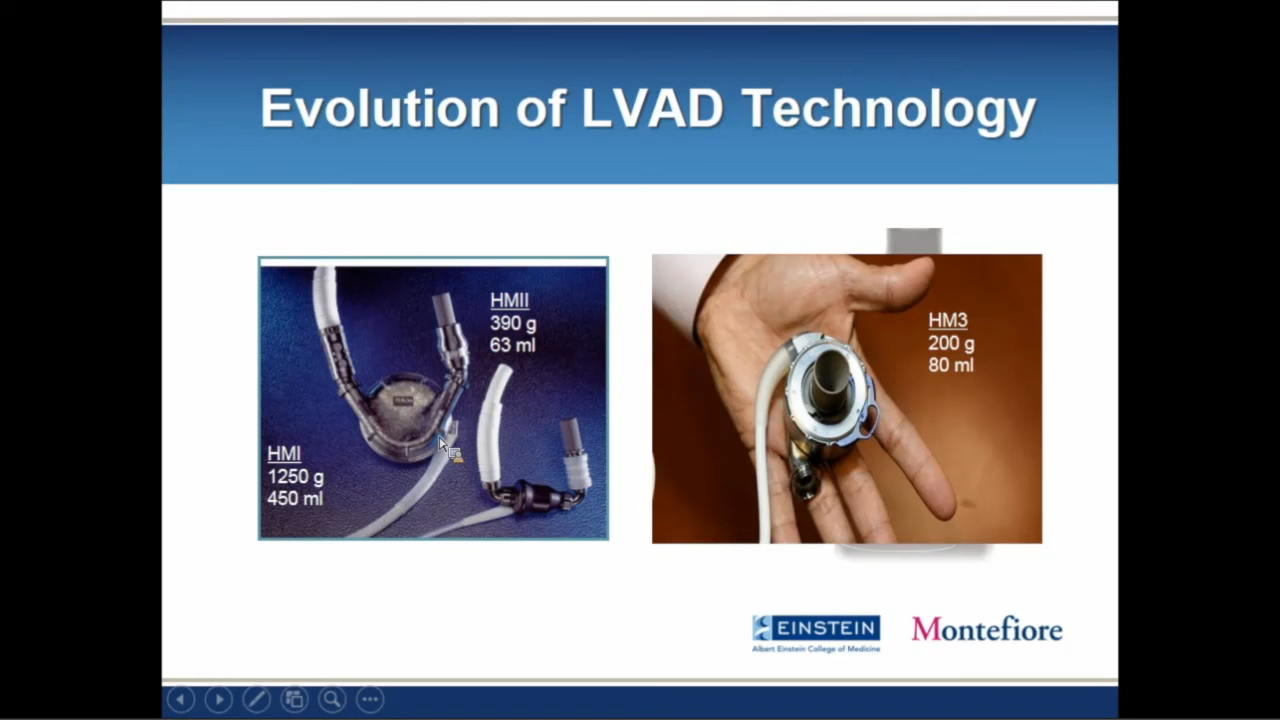 Evolution of LVAD Technology
HMII
390 g
63 ml
HMI
1250 g
450 ml
HM3
200 g
80 ml
EINSTEIN
Albert Einstein College of Medicine
Montefiore